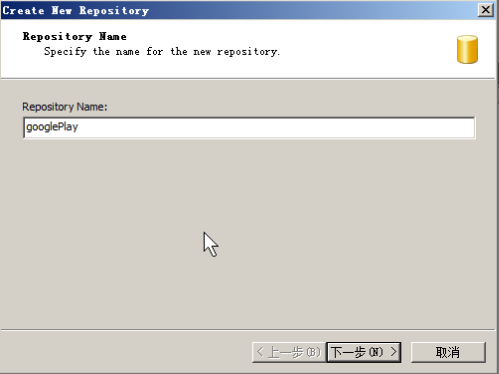 Create New Repository
Repository Name
Specify the name for the new repository.
Repository Name:
googlePlay
< 上一步(B) 下一步(N) > 取消